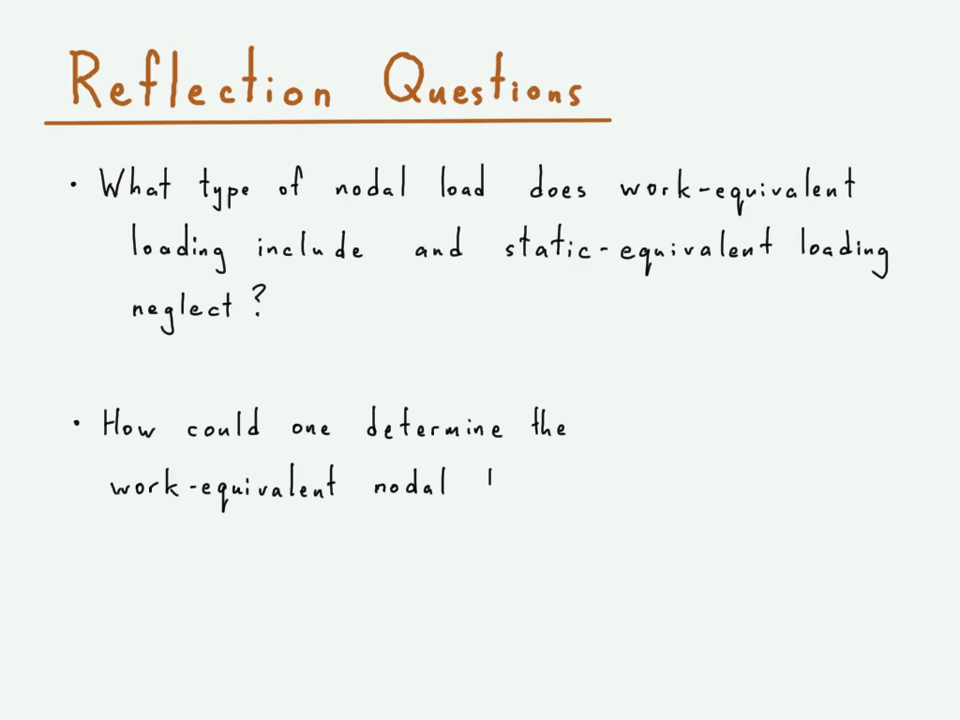 Reflection Questions
• What type of nodal load does work-equivalent
loading include and static-equivalent loading
neglect?
• How could one determine the
work-equivalent nodal l